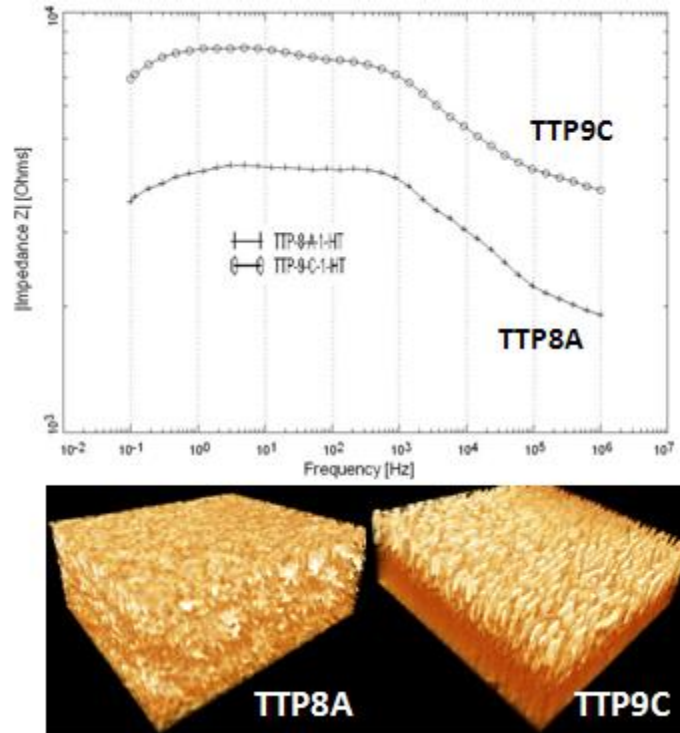 10⁴
|Impedance Z| [Ohms]
TTP9C
TTP-8-A-1-HT
TTP-9-C-1-HT
TTP8A
10³
10⁻² 10⁻¹ 10⁰ 10¹ 10² 10³ 10⁴ 10⁵ 10⁶ 10⁷
Frequency [Hz]
TTP8A
TTP9C